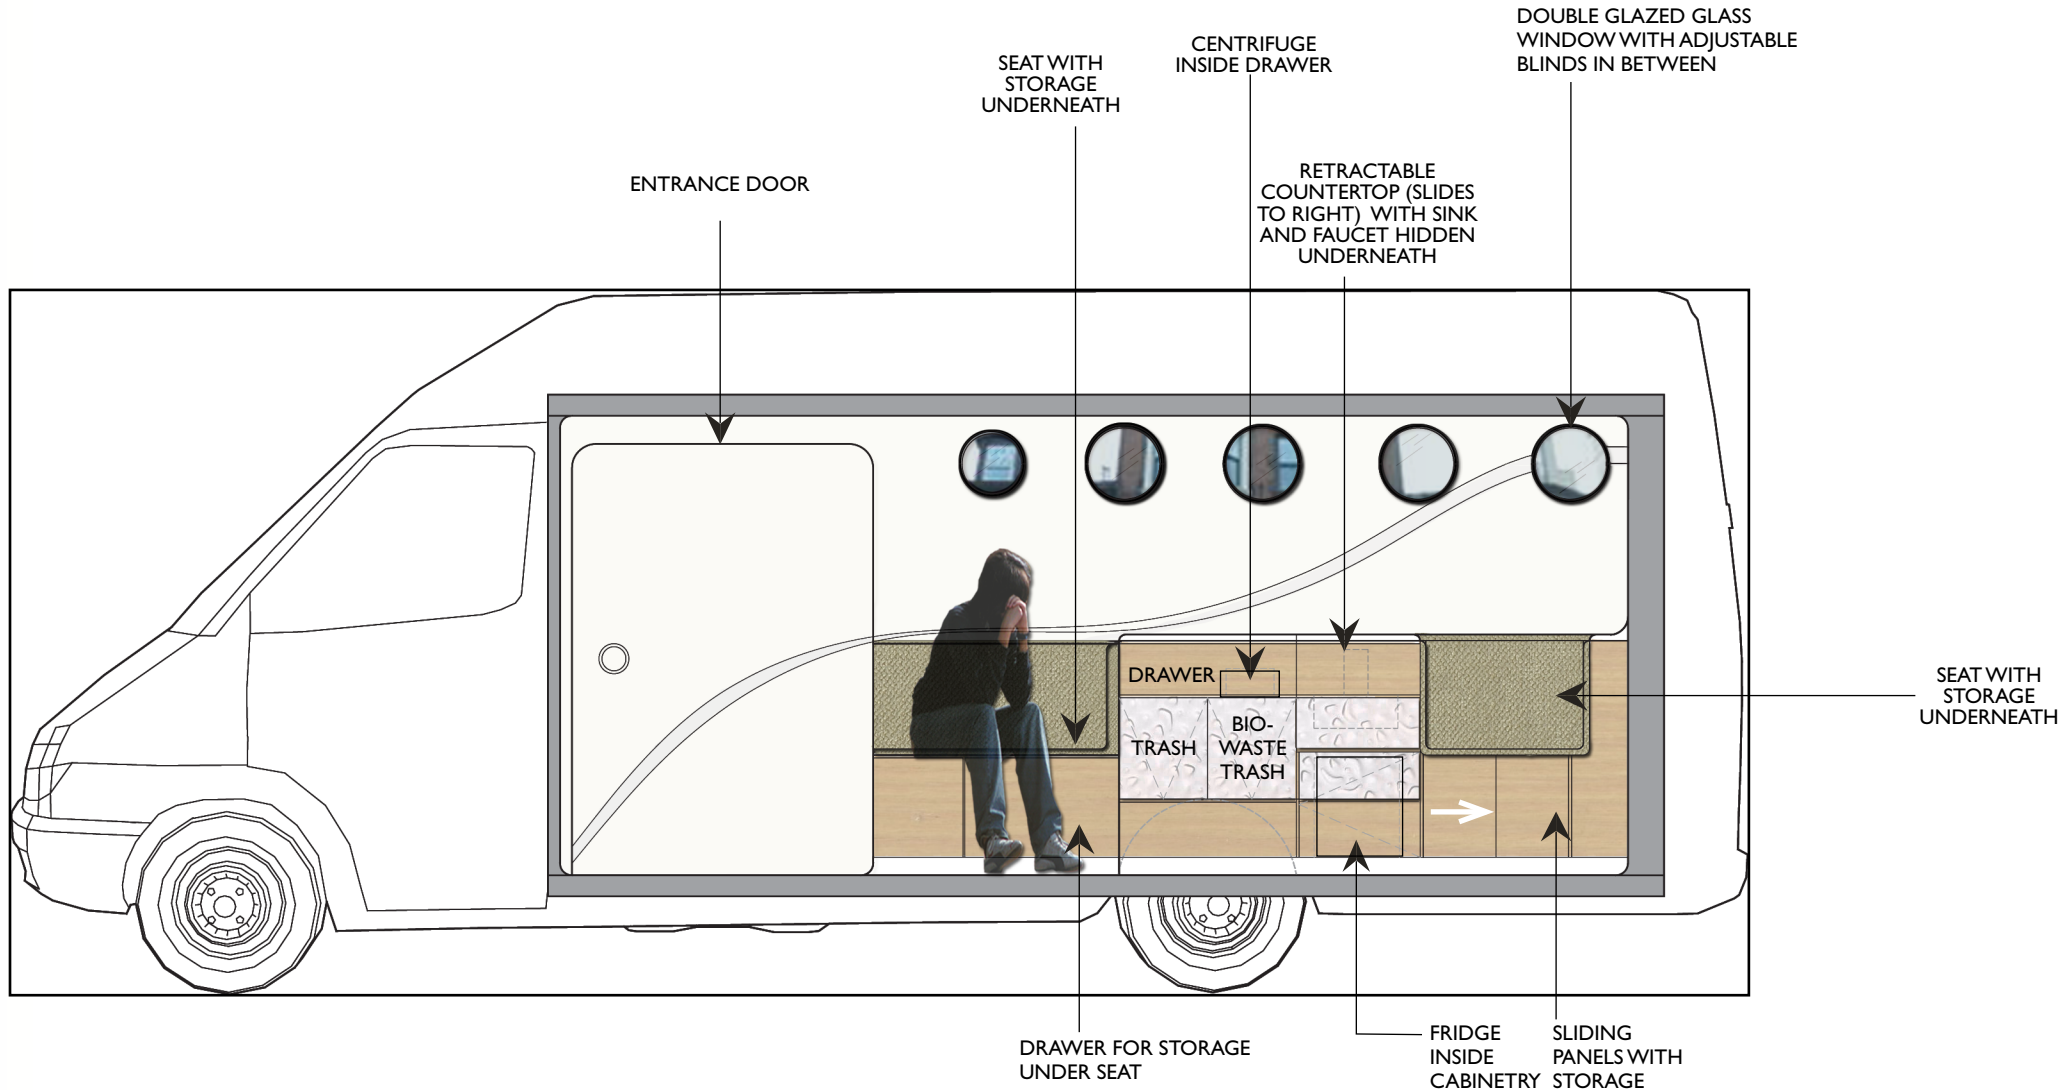 DOUBLE GLAZED GLASS
WINDOW WITH ADJUSTABLE
BLINDS IN BETWEEN
CENTRIFUGE
INSIDE DRAWER
SEAT WITH
STORAGE
UNDERNEATH
RETRACTABLE
COUNTERTOP (SLIDES
TO RIGHT) WITH SINK
AND FAUCET HIDDEN
UNDERNEATH
ENTRANCE DOOR
DRAWER
TRASH
BIO-
WASTE
TRASH
SEAT WITH
STORAGE
UNDERNEATH
DRAWER FOR STORAGE
UNDER SEAT
FRIDGE
INSIDE
CABINETRY
SLIDING
PANELS WITH
STORAGE